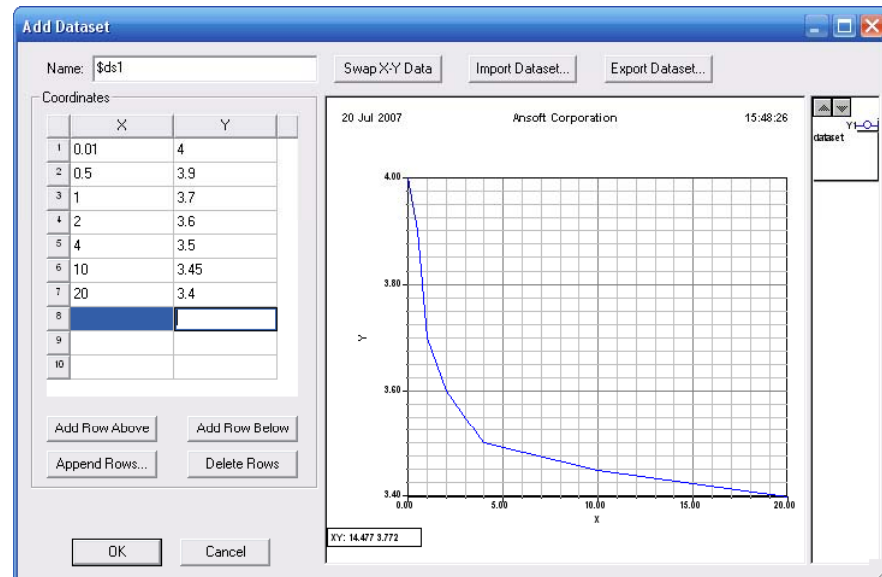 Add Dataset
Name: $ds1
Swap X-Y Data
Import Dataset...
Export Dataset...
Coordinates
X Y
1 0.01 4
2 0.5 3.9
3 1 3.7
4 2 3.6
5 4 3.5
6 10 3.45
7 20 3.4
8
9
10
Add Row Above
Add Row Below
Append Rows...
Delete Rows
OK
Cancel
20 Jul 2007 Ansoft Corporation 15:48:26
4.00
3.80
Y
3.60
3.40
0.00 5.00 10.00 15.00 20.00
X
XY: 14.477 3.772
Y1
dataset